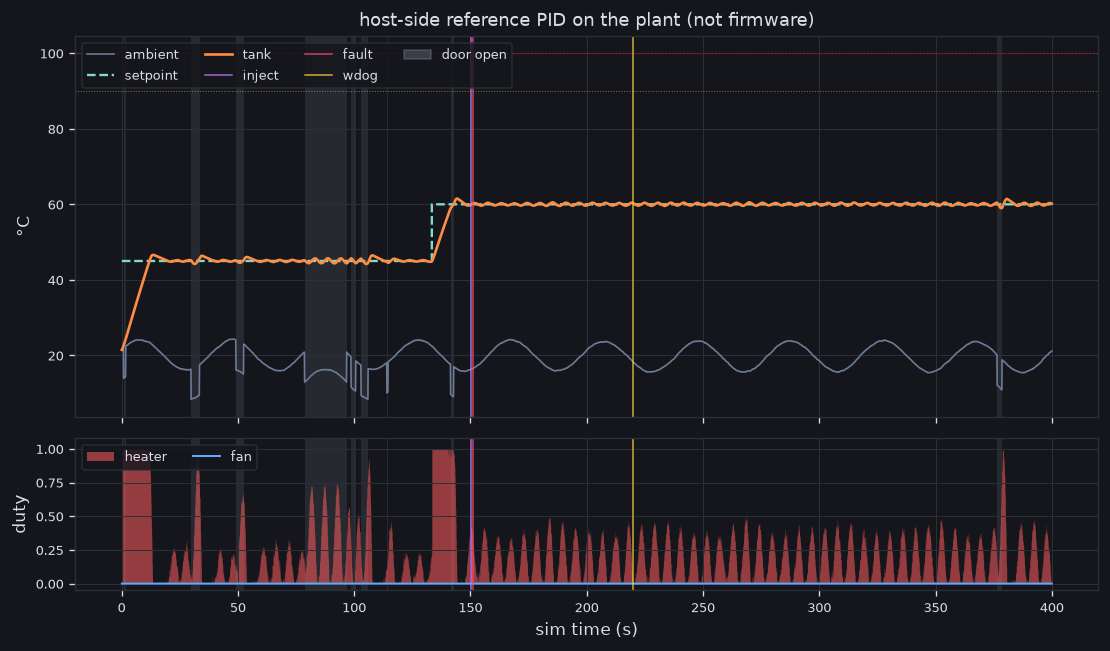 host-side reference PID on the plant (not firmware)
ambient
setpoint
tank
inject
fault
wdog
door open
100
80
60
40
20
°C
heater
fan
1.00
0.75
0.50
0.25
0.00
duty
0
50
100
150
200
250
300
350
400
sim time (s)